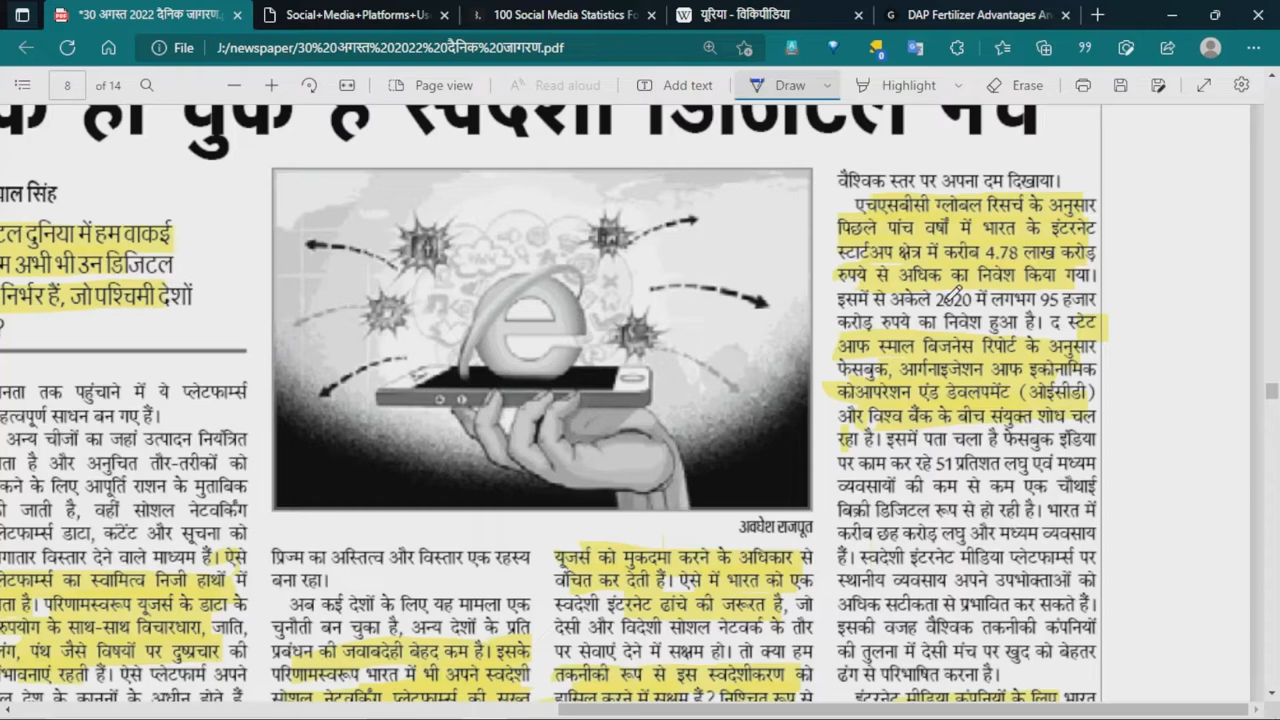 *30 अगस्त 2022 दैनिक जागरण.
Social+Media+Platforms+Us
100 Social Media Statistics Fo
यूरिया - विकिपीडिया
DAP Fertilizer Advantages An
File
J:/newspaper/30%20अगस्त%202022%20दैनिक%20जागरण.pdf
8 of 14
Page view
Read aloud
Add text
Draw
Highlight
Erase
स्वदेशी डिजिटल मंच
पाल सिंह
टल दुनिया में हम वाकई
म अभी भी उन डिजिटल
निर्भर हैं, जो पश्चिमी देशों
?
नता तक पहुंचाने में ये प्लेटफार्म्स
हत्वपूर्ण साधन बन गए हैं।
अन्य चीजों का जहां उत्पादन नियंत्रित
ता है और अनुचित तौर-तरीकों को
कने के लिए आपूर्ति राशन के मुताबिक
ी जाती है, वहीं सोशल नेटवर्किंग
लेटफार्म्स डाटा, कंटेंट और सूचना को
गातार विस्तार देने वाले माध्यम हैं। ऐसे
लेटफार्म्स का स्वामित्व निजी हाथों में
ता है। परिणामस्वरूप यूजर्स के डाटा के
रुपयोग के साथ-साथ विचारधारा, जाति,
लंग, पंथ जैसे विषयों पर दुष्प्रचार की
भावनाएं रहती हैं। ऐसे प्लेटफार्म अपने
ल देश के कानूनों के अधीन होते हैं
अवधेश राजपूत
प्रिज्म का अस्तित्व और विस्तार एक रहस्य
बना रहा।
अब कई देशों के लिए यह मामला एक
चुनौती बन चुका है, अन्य देशों के प्रति
प्रबंधन की जवाबदेही बेहद कम है। इसके
परिणामस्वरूप भारत में भी अपने स्वदेशी
सोशल नेटवर्किंग प्लेटफार्म्स की सख्त
यूजर्स को मुकदमा करने के अधिकार से
वंचित कर देती हैं। ऐसे में भारत को एक
स्वदेशी इंटरनेट ढांचे की जरूरत है, जो
देसी और विदेशी सोशल नेटवर्क के तौर
पर सेवाएं देने में सक्षम हो। तो क्या हम
तकनीकी रूप से इस स्वदेशीकरण को
हासिल करने में सक्षम हैं? निश्चित रूप से
वैश्विक स्तर पर अपना दम दिखाया।
एचएसबीसी ग्लोबल रिसर्च के अनुसार
पिछले पांच वर्षों में भारत के इंटरनेट
स्टार्टअप क्षेत्र में करीब 4.78 लाख करोड़
रुपये से अधिक का निवेश किया गया।
इसमें से अकेले 2020 में लगभग 95 हजार
करोड़ रुपये का निवेश हुआ है। द स्टेट
आफ स्माल बिजनेस रिपोर्ट के अनुसार
फेसबुक, आर्गनाइजेशन आफ इकोनामिक
कोआपरेशन एंड डेवलपमेंट (ओईसीडी)
और विश्व बैंक के बीच संयुक्त शोध चल
रहा है। इसमें पता चला है फेसबुक इंडिया
पर काम कर रहे 51 प्रतिशत लघु एवं मध्यम
व्यवसायों की कम से कम एक चौथाई
बिक्री डिजिटल रूप से हो रही है। भारत में
करीब छह करोड़ लघु और मध्यम व्यवसाय
हैं। स्वदेशी इंटरनेट मीडिया प्लेटफार्म्स पर
स्थानीय व्यवसाय अपने उपभोक्ताओं को
अधिक सटीकता से प्रभावित कर सकते हैं।
इसकी वजह वैश्विक तकनीकी कंपनियों
की तुलना में देसी मंच पर खुद को बेहतर
ढंग से परिभाषित करना है।
इंटरनेट मीडिया कंपनियों के लिए भारत